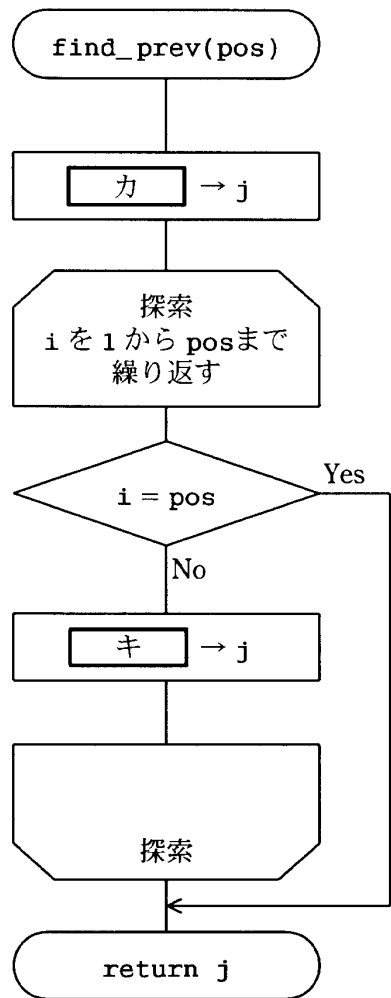 find_prev(pos)
カ → j
探索
i を 1 から posまで
繰り返す
i = pos
Yes
No
キ → j
探索
return j